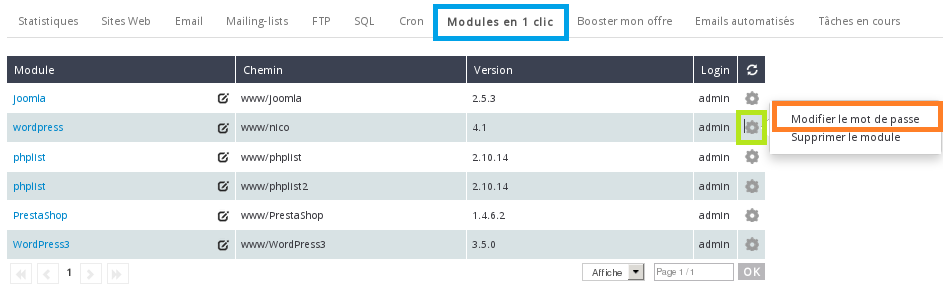 Statistiques Sites Web Email Mailing-lists FTP SQL Cron Modules en 1 clic Booster mon offre Emails automatisés Tâches en cours
Module Chemin Version Login
joomla www/joomla 2.5.3 admin
wordpress www/nico 4.1 admin
phplist www/phplist 2.10.14 admin
phplist www/phplist2 2.10.14 admin
PrestaShop www/PrestaShop 1.4.6.2 admin
WordPress3 www/WordPress3 3.5.0 admin
Modifier le mot de passe
Supprimer le module
1 Affiche Page 1 / 1 OK